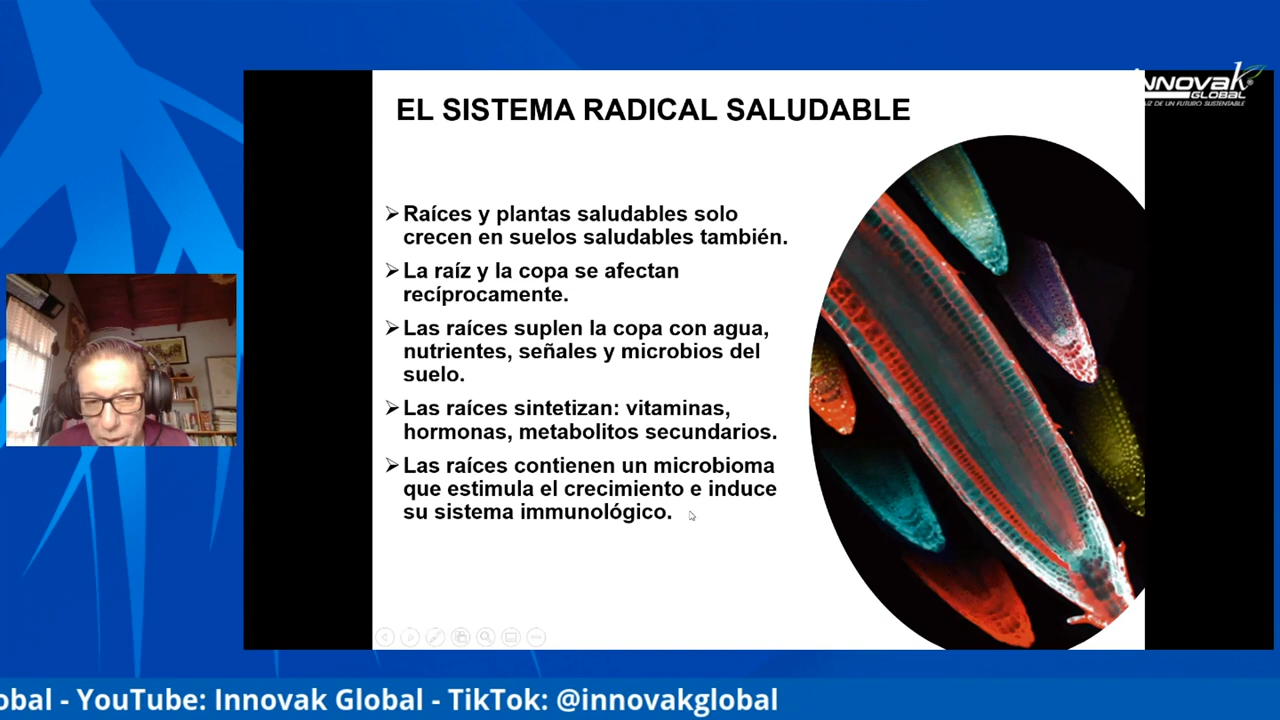 INNOVAK
GLOBAL
RAÍZ DE UN FUTURO SUSTENTABLE
EL SISTEMA RADICAL SALUDABLE
Raíces y plantas saludables solo
crecen en suelos saludables también.
La raíz y la copa se afectan
recíprocamente.
Las raíces suplen la copa con agua,
nutrientes, señales y microbios del
suelo.
Las raíces sintetizan: vitaminas,
hormonas, metabolitos secundarios.
Las raíces contienen un microbioma
que estimula el crecimiento e induce
su sistema immunológico.
obal - YouTube: Innovak Global - TikTok: @innovakglobal